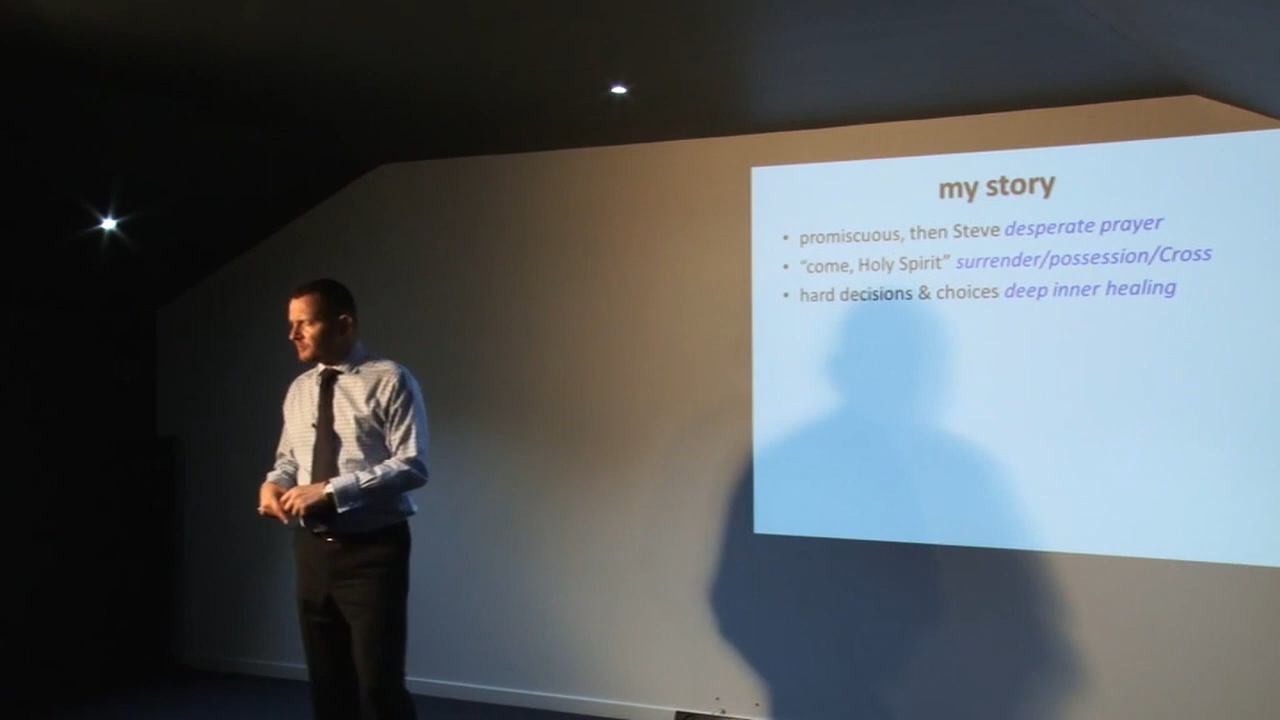 my story
• promiscuous, then Steve desperate prayer
• “come, Holy Spirit” surrender/possession/Cross
• hard decisions & choices deep inner healing